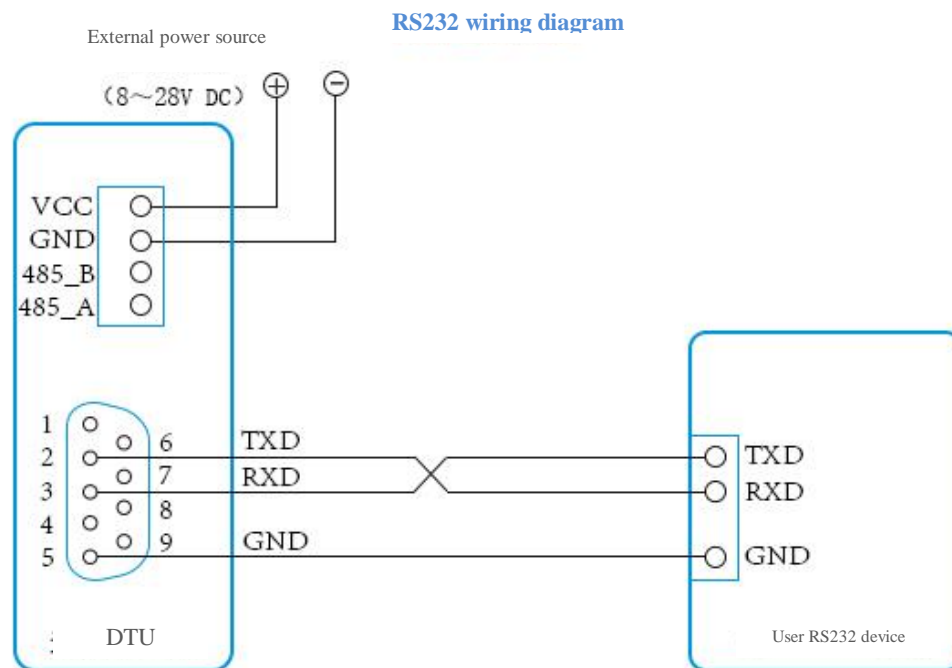 RS232 wiring diagram
External power source
(8～28V DC)
VCC
GND
485_B
485_A
1
6
2
7
3
8
4
9
5
TXD
RXD
GND
TXD
RXD
GND
DTU
User RS232 device